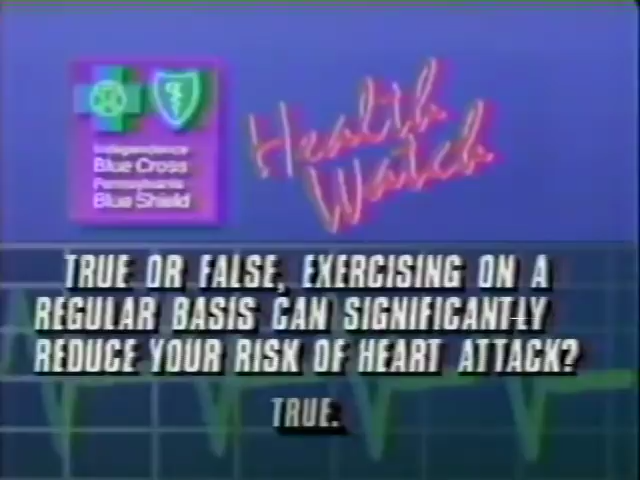 Health
Watch
Independence
Blue Cross
Pennsylvania
Blue Shield
TRUE OR FALSE, EXERCISING ON A
REGULAR BASIS CAN SIGNIFICANTLY
REDUCE YOUR RISK OF HEART ATTACK?
TRUE.